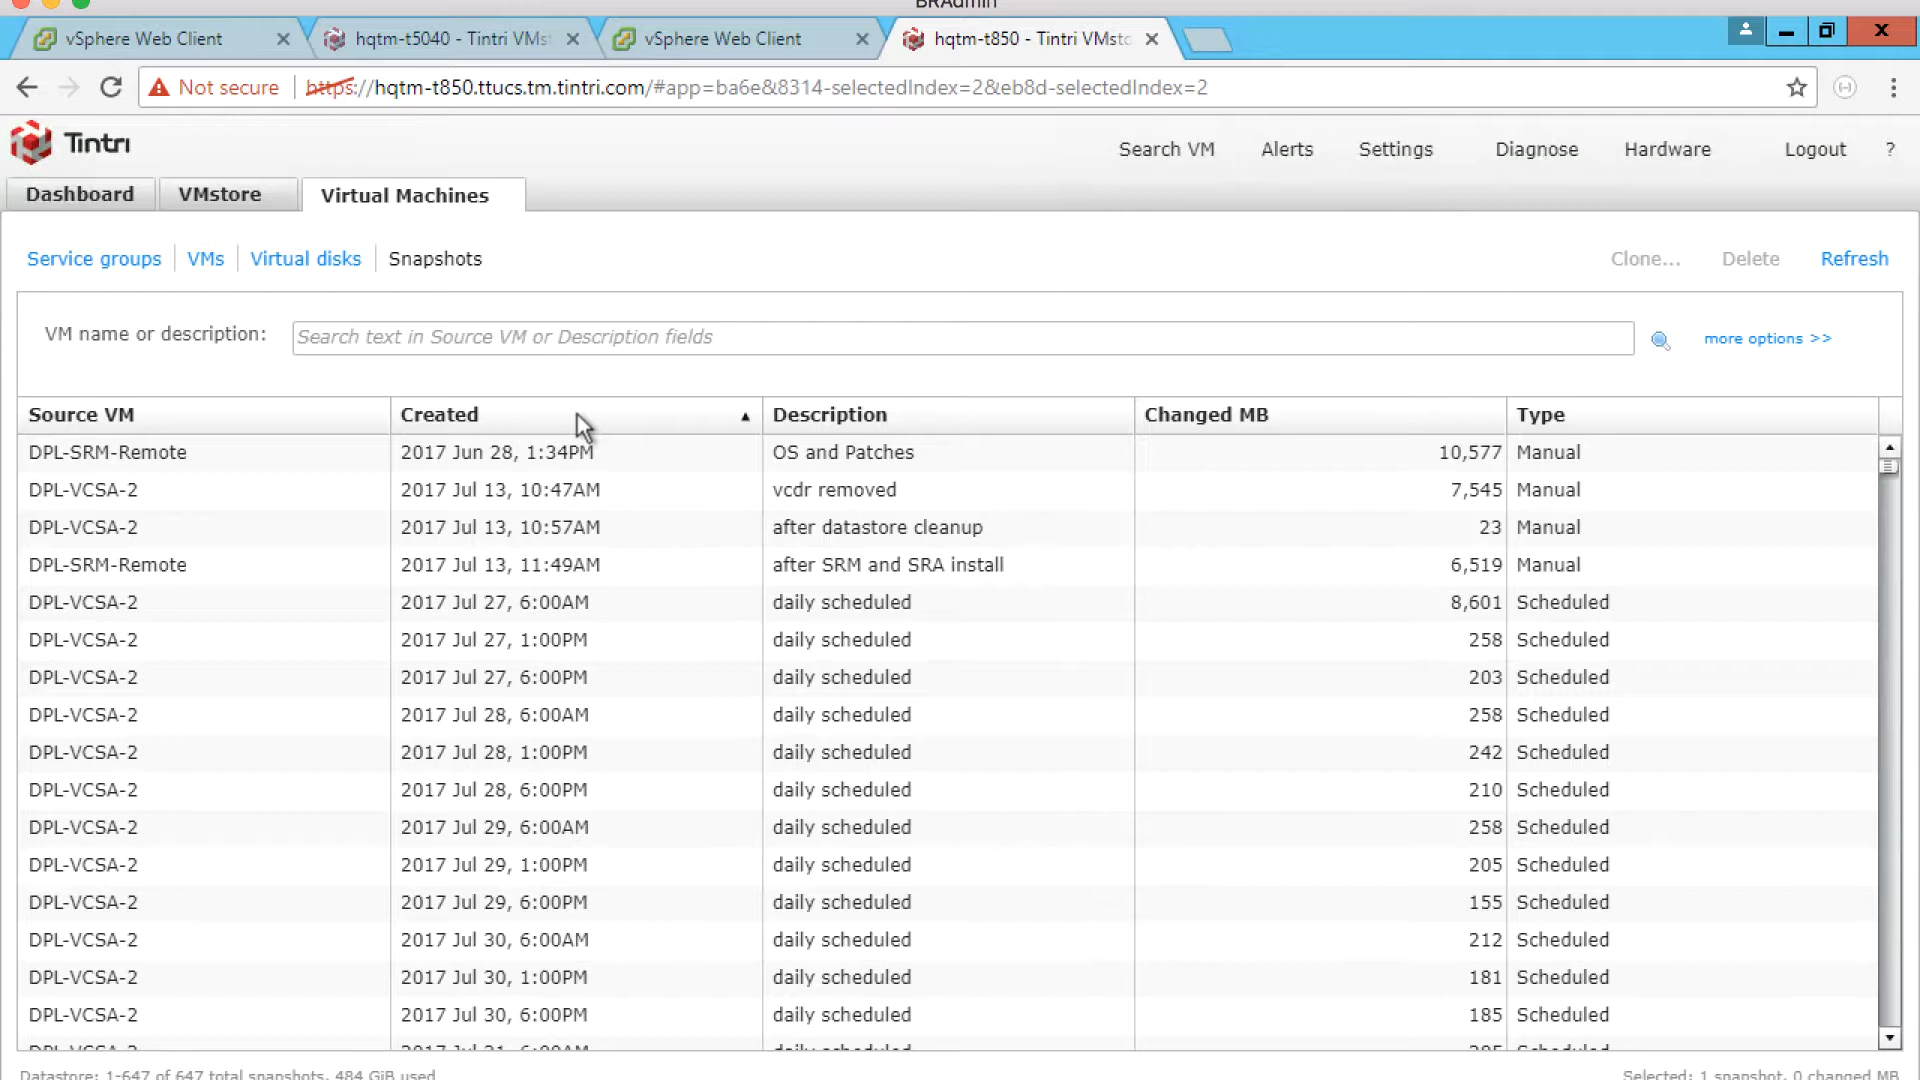 BRAdmin
vSphere Web Client
hqtm-t5040 - Tintri VMst
vSphere Web Client
hqtm-t850 - Tintri VMstc
Not secure https://hqtm-t850.ttucs.tm.tintri.com/#app=ba6e&8314-selectedIndex=2&eb8d-selectedIndex=2
Tintri
Search VM Alerts Settings Diagnose Hardware Logout ?
Dashboard VMstore Virtual Machines
Service groups VMs Virtual disks Snapshots Clone... Delete Refresh
VM name or description: Search text in Source VM or Description fields more options >>
Source VM Created Description Changed MB Type
DPL-SRM-Remote 2017 Jun 28, 1:34PM OS and Patches 10,577 Manual
DPL-VCSA-2 2017 Jul 13, 10:47AM vcdr removed 7,545 Manual
DPL-VCSA-2 2017 Jul 13, 10:57AM after datastore cleanup 23 Manual
DPL-SRM-Remote 2017 Jul 13, 11:49AM after SRM and SRA install 6,519 Manual
DPL-VCSA-2 2017 Jul 27, 6:00AM daily scheduled 8,601 Scheduled
DPL-VCSA-2 2017 Jul 27, 1:00PM daily scheduled 258 Scheduled
DPL-VCSA-2 2017 Jul 27, 6:00PM daily scheduled 203 Scheduled
DPL-VCSA-2 2017 Jul 28, 6:00AM daily scheduled 258 Scheduled
DPL-VCSA-2 2017 Jul 28, 1:00PM daily scheduled 242 Scheduled
DPL-VCSA-2 2017 Jul 28, 6:00PM daily scheduled 210 Scheduled
DPL-VCSA-2 2017 Jul 29, 6:00AM daily scheduled 258 Scheduled
DPL-VCSA-2 2017 Jul 29, 1:00PM daily scheduled 205 Scheduled
DPL-VCSA-2 2017 Jul 29, 6:00PM daily scheduled 155 Scheduled
DPL-VCSA-2 2017 Jul 30, 6:00AM daily scheduled 212 Scheduled
DPL-VCSA-2 2017 Jul 30, 1:00PM daily scheduled 181 Scheduled
DPL-VCSA-2 2017 Jul 30, 6:00PM daily scheduled 185 Scheduled
DPL-VCSA-2 2017 Jul 31, 6:00AM daily scheduled Scheduled
Datastore: 1-647 of 647 total snapshots, 484 GiB used Selected: 1 snapshot, 0 changed MB